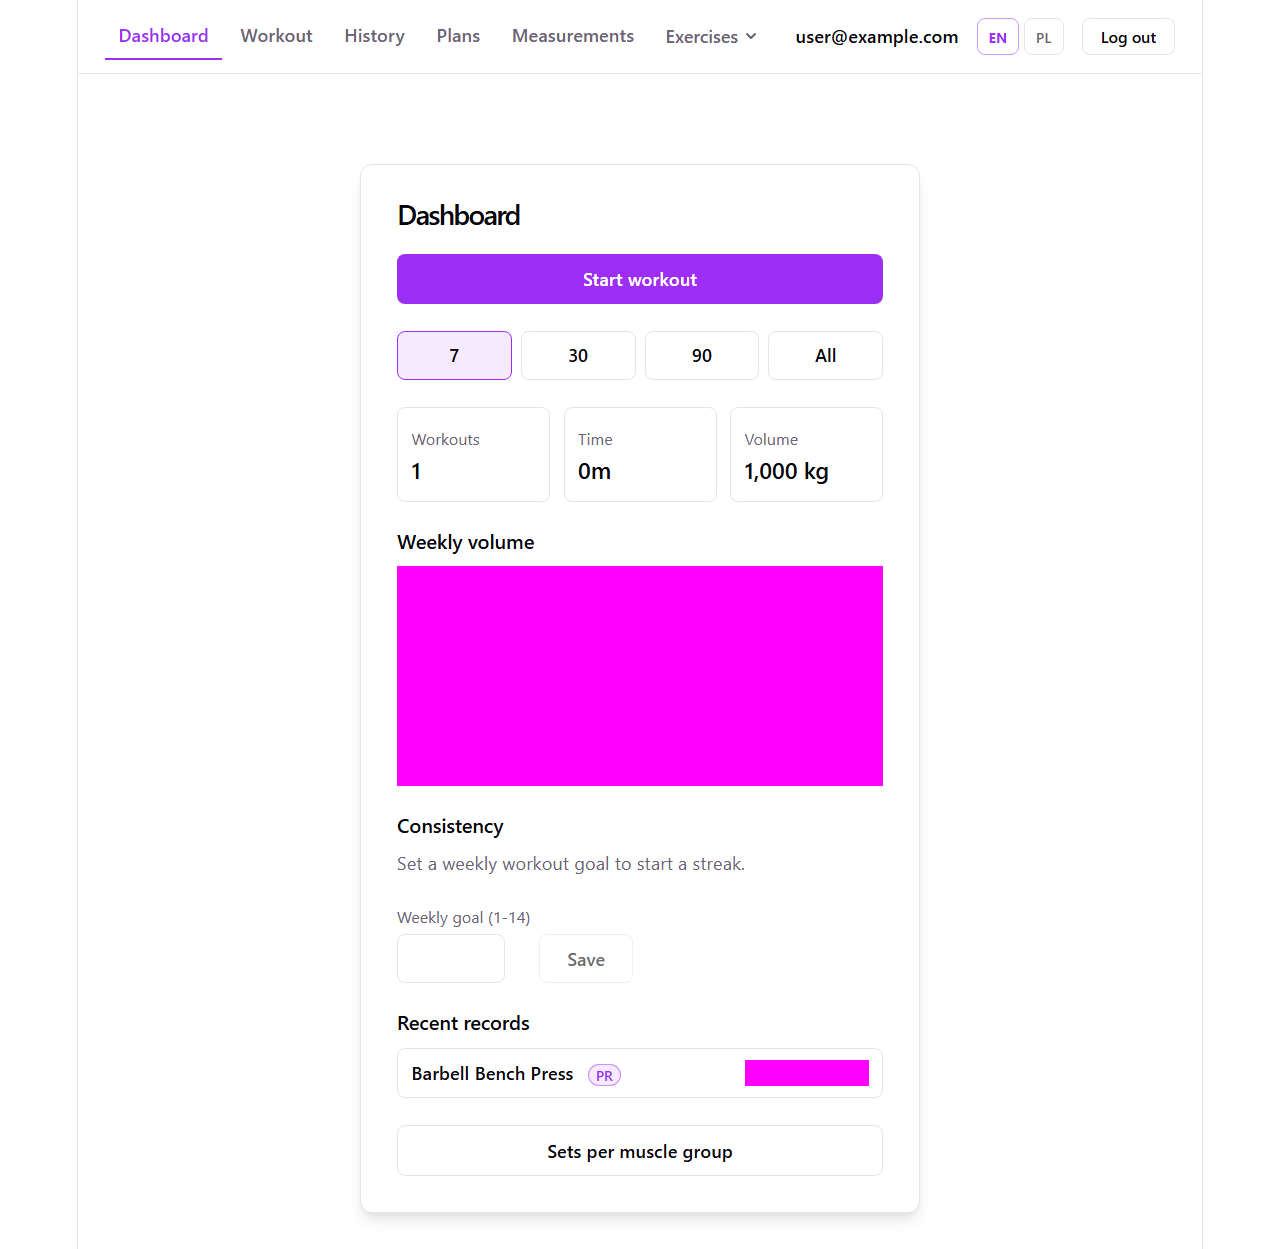 Dashboard Workout History Plans Measurements Exercises user@example.com EN PL Log out
Dashboard
Start workout
7 30 90 All
Workouts Time Volume
1 0m 1,000 kg
Weekly volume
Consistency
Set a weekly workout goal to start a streak.
Weekly goal (1-14)
Save
Recent records
Barbell Bench Press PR
Sets per muscle group